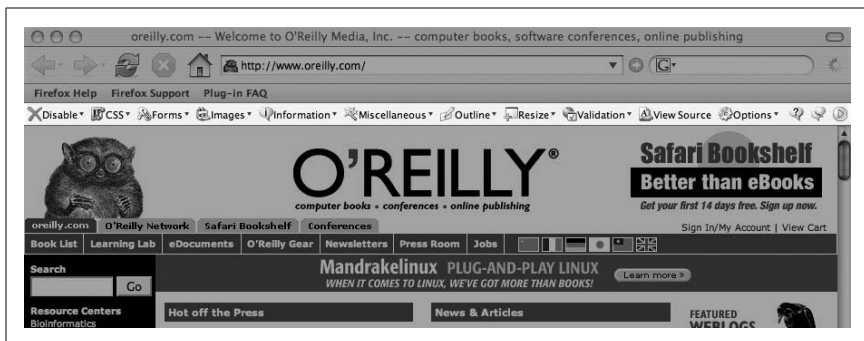 oreilly.com -- Welcome to O'Reilly Media, Inc. -- computer books, software conferences, online publishing
http://www.oreilly.com/
G
Firefox Help Firefox Support Plug-in FAQ
Disable CSS Forms Images Information Miscellaneous Outline Resize Validation View Source Options
O'REILLY®
computer books • conferences • online publishing
Safari Bookshelf
Better than eBooks
Get your first 14 days free. Sign up now.
oreilly.com O'Reilly Network Safari Bookshelf Conferences
Sign In/My Account | View Cart
Book List Learning Lab eDocuments O'Reilly Gear Newsletters Press Room Jobs
Search
Go
Mandrakelinux PLUG-AND-PLAY LINUX
WHEN IT COMES TO LINUX, WE'VE GOT MORE THAN BOOKS!
Learn more >
Resource Centers
Bioinformatics
Hot off the Press
News & Articles
FEATURED
WEBLOGS